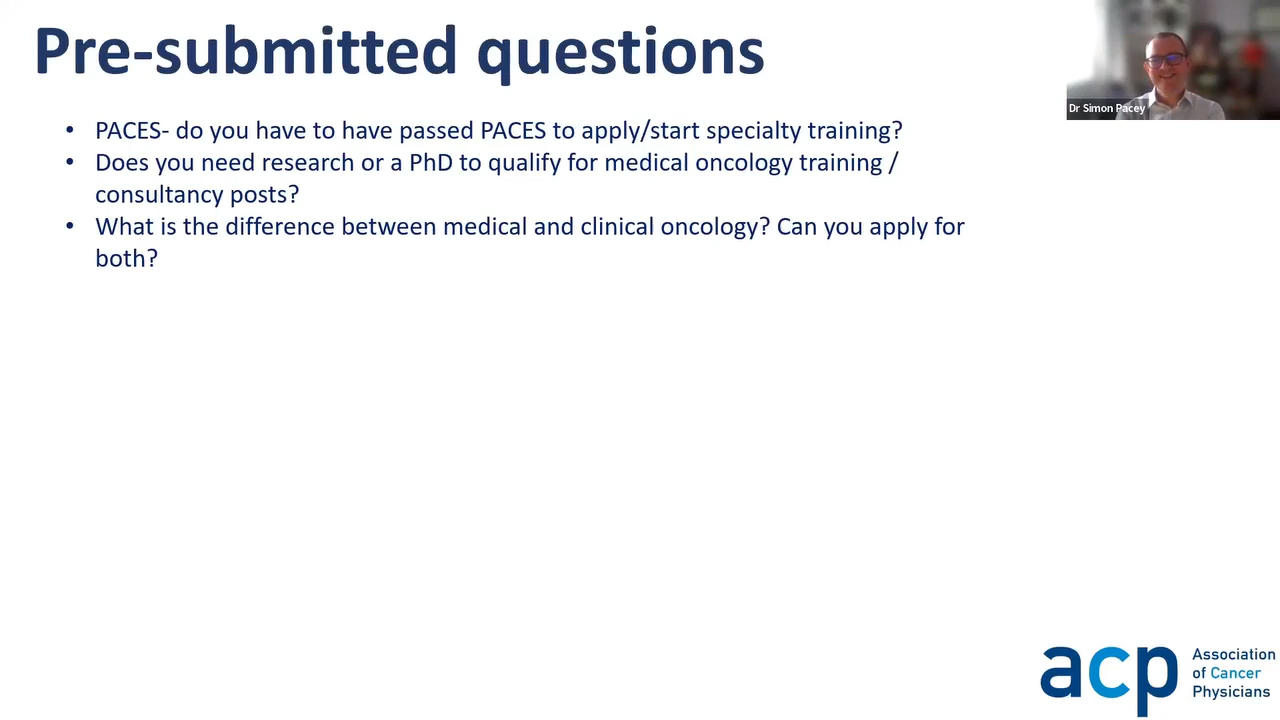 Pre-submitted questions
Dr Simon Pacey
• PACES- do you have to have passed PACES to apply/start specialty training?
• Does you need research or a PhD to qualify for medical oncology training /
consultancy posts?
• What is the difference between medical and clinical oncology? Can you apply for
both?
acp
Association
of Cancer
Physicians